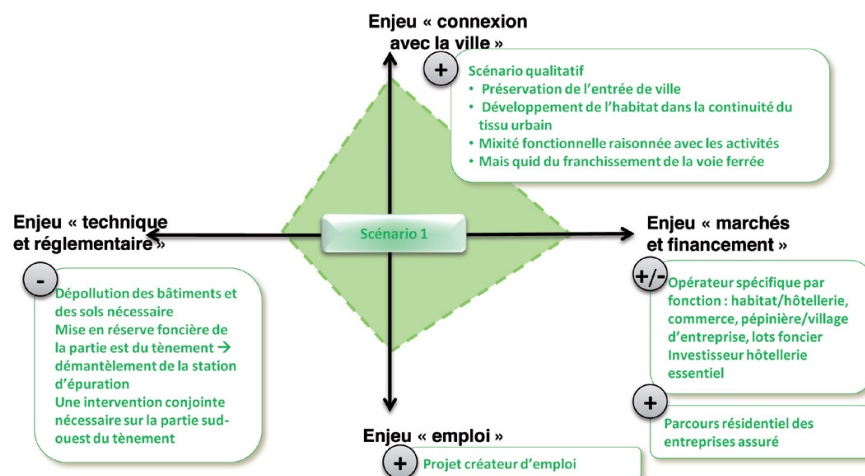 Enjeu « connexion
avec la ville »
+
Scénario qualitatif
• Préservation de l'entrée de ville
• Développement de l'habitat dans la continuité du
tissu urbain
• Mixité fonctionnelle raisonnée avec les activités
• Mais quid du franchissement de la voie ferrée
Enjeu « technique
et réglementaire »
Scénario 1
Enjeu « marchés
et financement »
-
Dépollution des bâtiments et
des sols nécessaire
Mise en réserve foncière de
la partie est du tènement →
démantèlement de la station
d'épuration
Une intervention conjointe
nécessaire sur la partie sud-
ouest du tènement
+/-
Opérateur spécifique par
fonction : habitat/hôtellerie,
commerce, pépinière/village
d'entreprise, lots foncier
Investisseur hôtellerie
essentiel
+
Parcours résidentiel des
entreprises assuré
Enjeu « emploi »
+
Projet créateur d'emploi